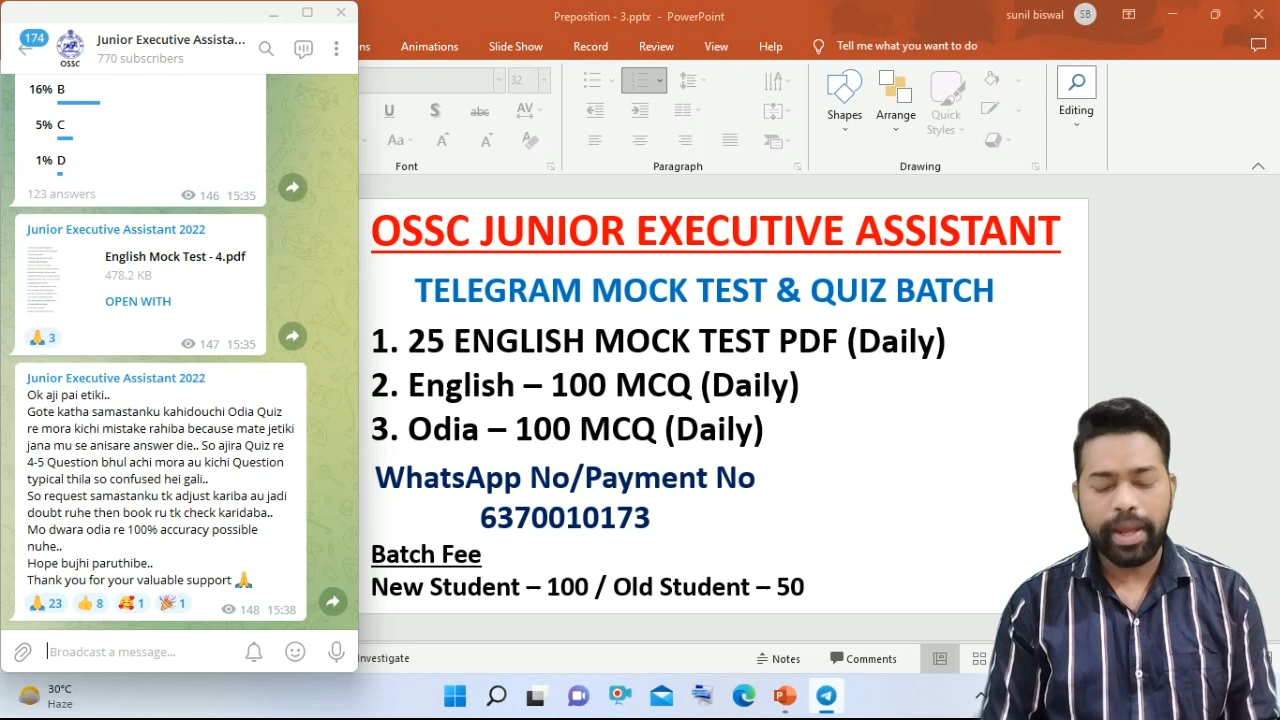 174
Junior Executive Assista...
770 subscribers
OSSC
16% B
5% C
1% D
123 answers
146 15:35
Junior Executive Assistant 2022
English Mock Test - 4.pdf
478.2 KB
OPEN WITH
3
147 15:35
Junior Executive Assistant 2022
Ok aji pai etiki..
Gote katha samastanku kahidouchi Odia Quiz
re mora kichi mistake rahiba because mate jetiki
jana mu se anisare answer die.. So ajira Quiz re
4-5 Question bhul achi mora au kichi Question
typical thila so confused hei gali..
So request samastanku tk adjust kariba au jadi
doubt ruhe then book ru tk check karidaba..
Mo dwara odia re 100% accuracy possible
nuhe..
Hope bujhi paruthibe..
Thank you for your valuable support 🙏
23 8 1 1
148 15:38
Broadcast a message...
Preposition - 3.pptx - PowerPoint
sunil biswal SB
ns Animations Slide Show Record Review View Help Tell me what you want to do
32
U S abc AV
Aa A A
Font
Paragraph
Shapes
Arrange
Quick
Styles
Drawing
Editing
OSSC JUNIOR EXECUTIVE ASSISTANT
TELEGRAM MOCK TEST & QUIZ BATCH
1. 25 ENGLISH MOCK TEST PDF (Daily)
2. English – 100 MCQ (Daily)
3. Odia – 100 MCQ (Daily)
WhatsApp No/Payment No
6370010173
Batch Fee
New Student – 100 / Old Student – 50
nvestigate
Notes
Comments
30°C
Haze